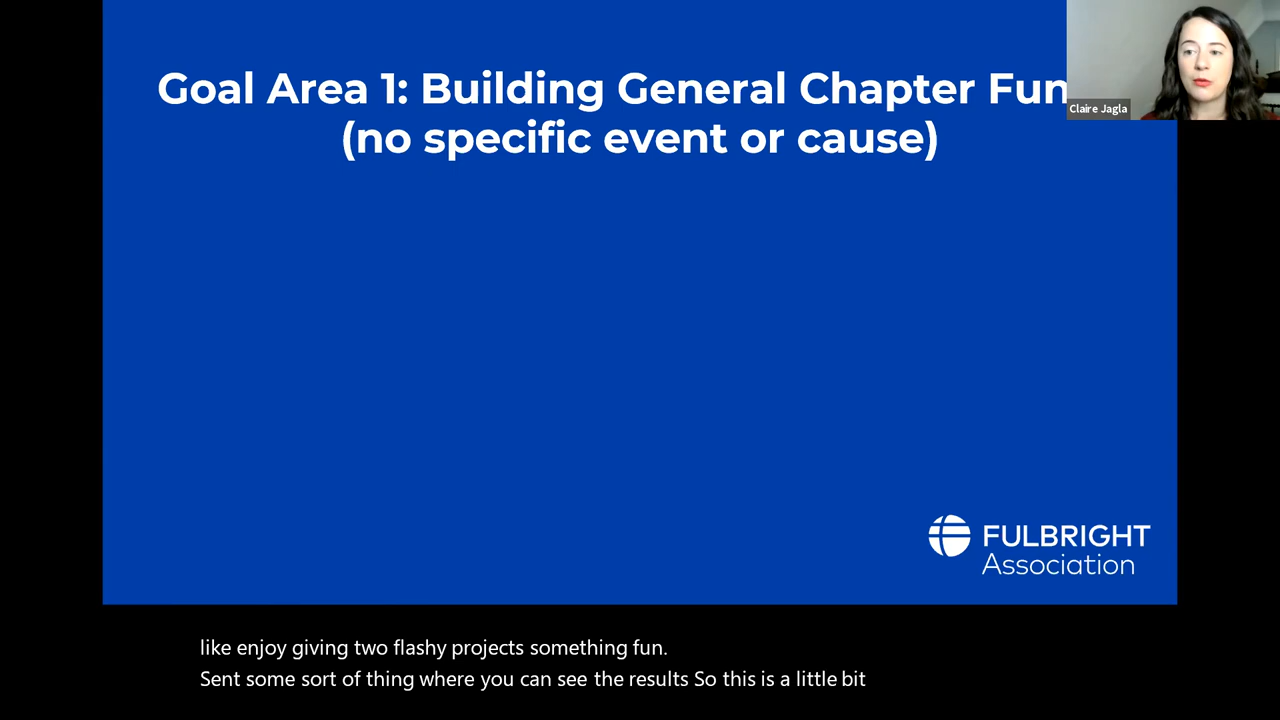 Goal Area 1: Building General Chapter Fun
(no specific event or cause)
Claire Jagla
FULBRIGHT
Association
like enjoy giving two flashy projects something fun.
Sent some sort of thing where you can see the results So this is a little bit